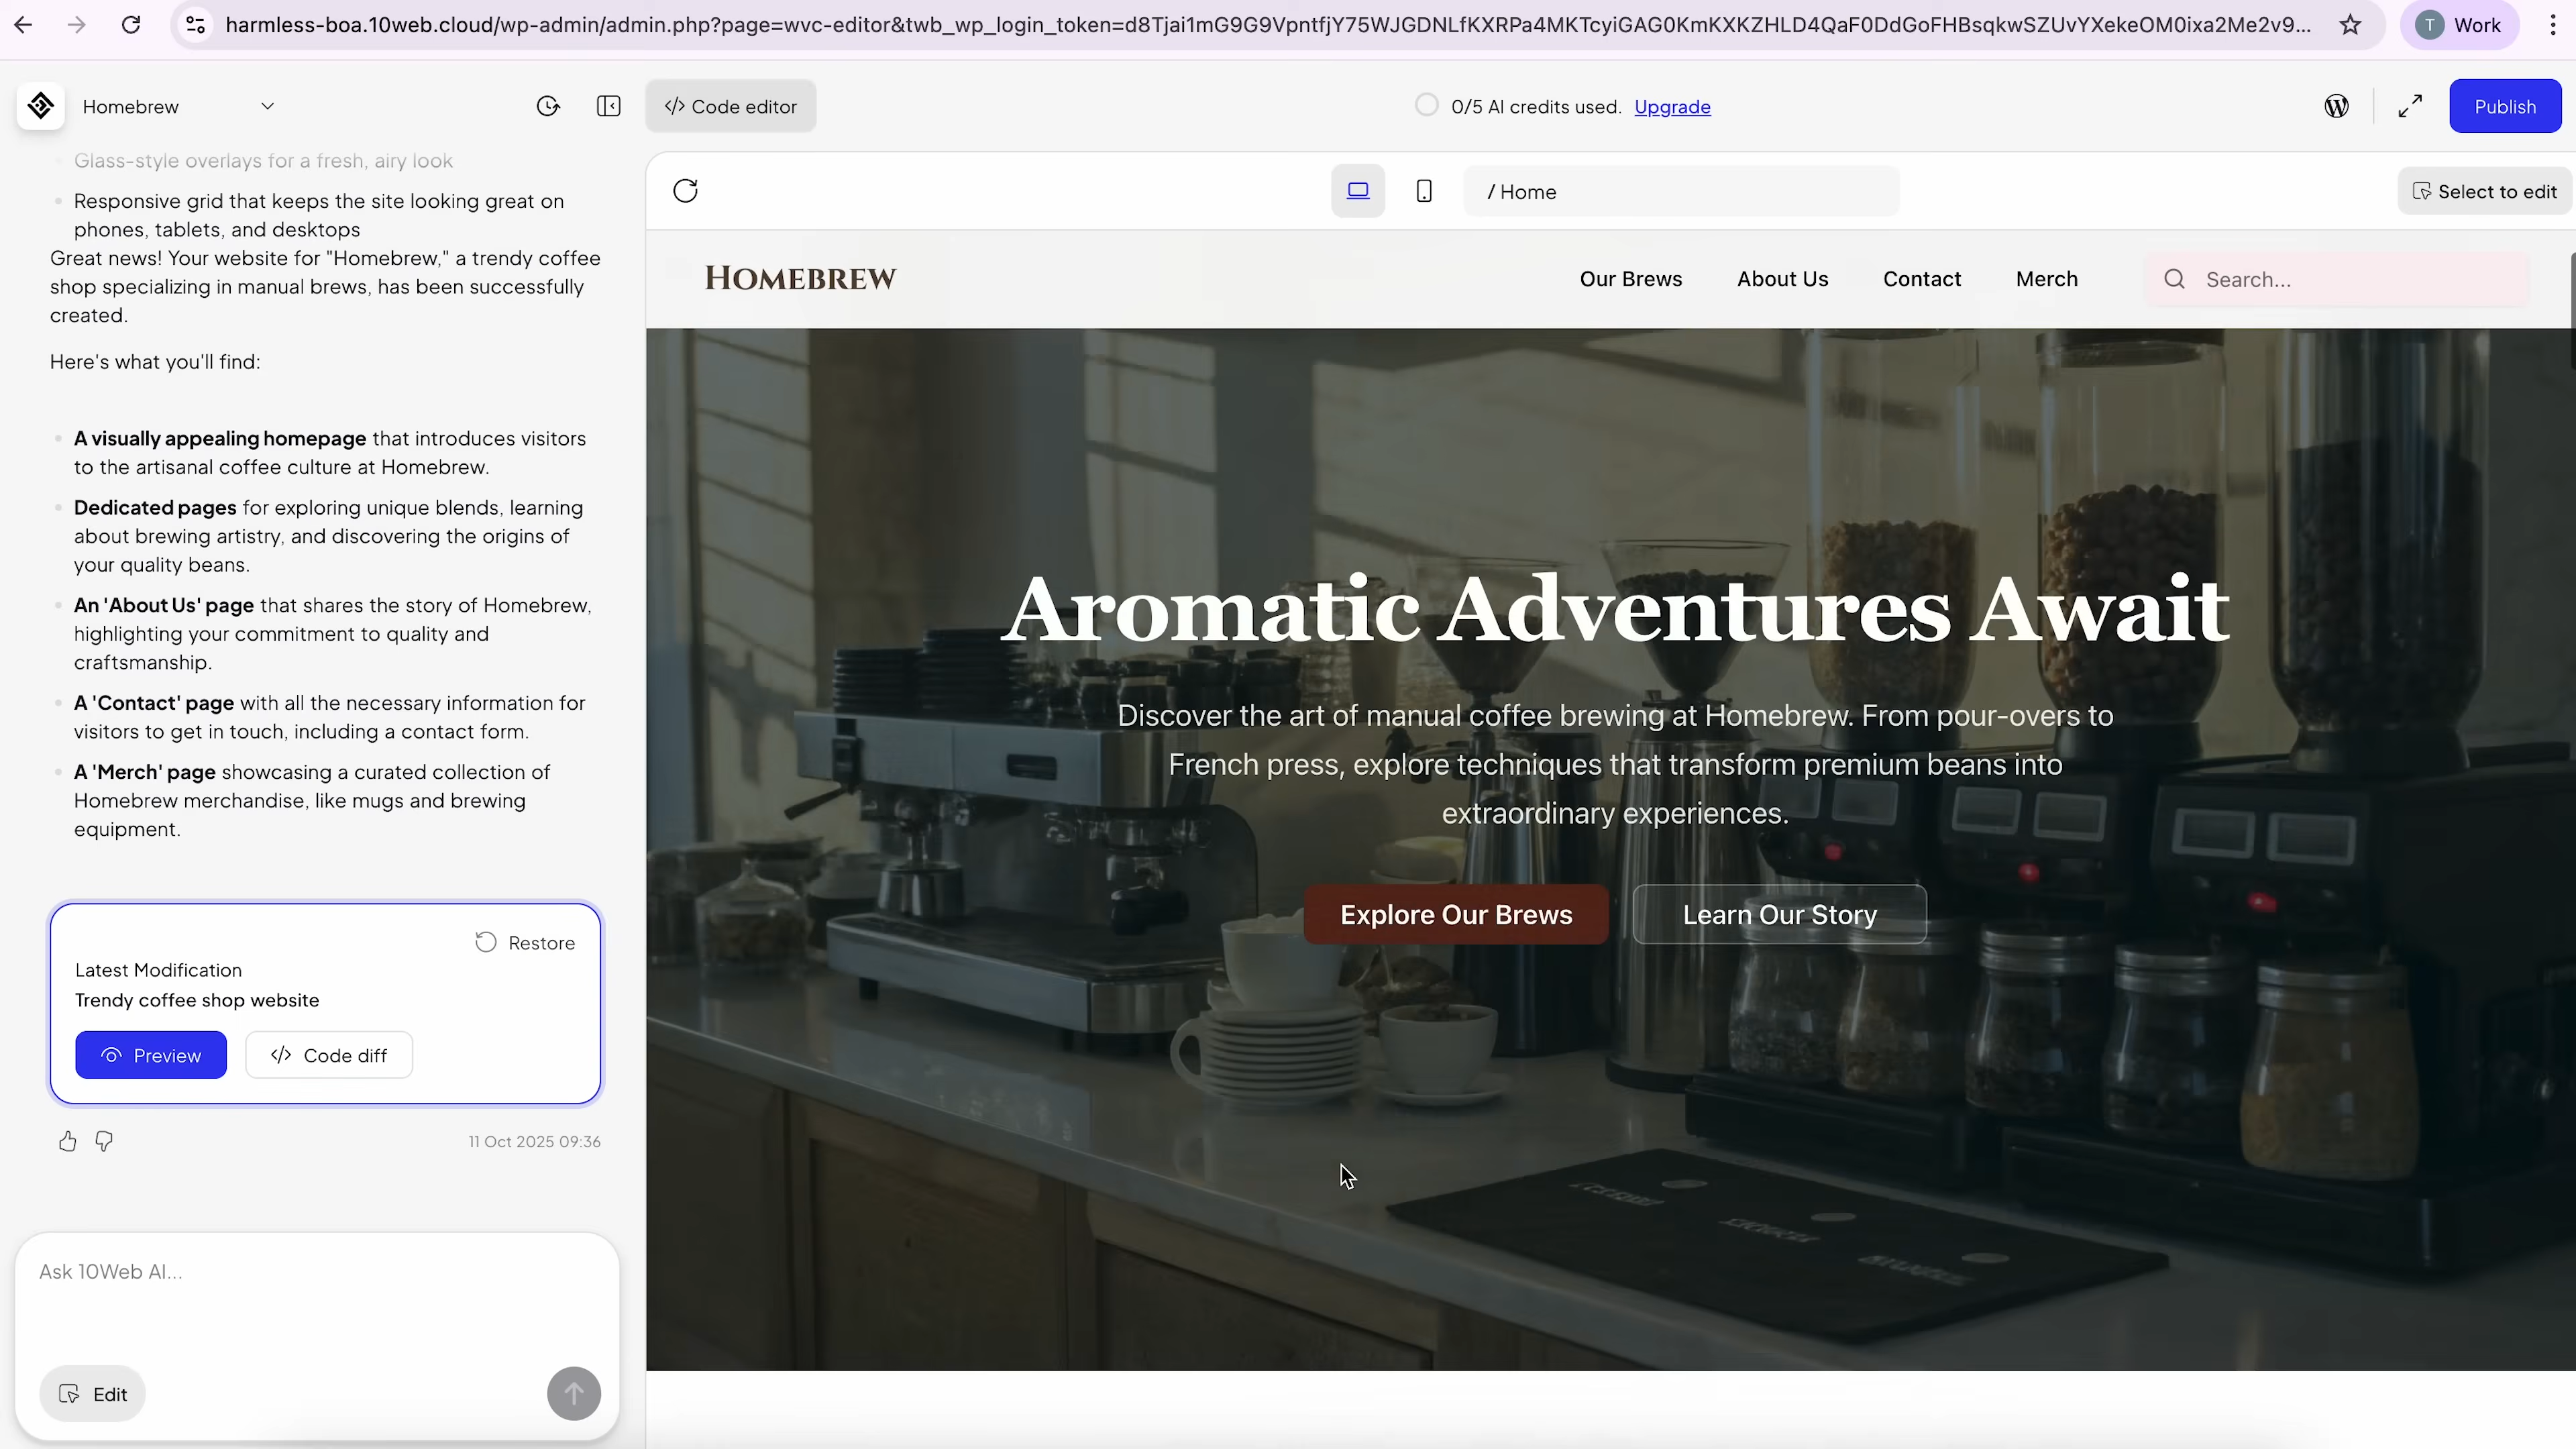 harmless-boa.10web.cloud/wp-admin/admin.php?page=wvc-editor&twb_wp_login_token=d8Tjai1mG9G9VpntfjY75WJGDNLfKXRPa4MKTcyiGAG0KmKXKZHLD4QaF0DdGoFHBsqkwSZUvYXekeOM0ixa2Me2v9...
T
Work
Homebrew
</> Code editor
0/5 AI credits used. Upgrade
Publish
Glass-style overlays for a fresh, airy look
Responsive grid that keeps the site looking great on
phones, tablets, and desktops
Great news! Your website for "Homebrew," a trendy coffee
shop specializing in manual brews, has been successfully
created.
Here's what you'll find:
A visually appealing homepage that introduces visitors
to the artisanal coffee culture at Homebrew.
Dedicated pages for exploring unique blends, learning
about brewing artistry, and discovering the origins of
your quality beans.
An 'About Us' page that shares the story of Homebrew,
highlighting your commitment to quality and
craftsmanship.
A 'Contact' page with all the necessary information for
visitors to get in touch, including a contact form.
A 'Merch' page showcasing a curated collection of
Homebrew merchandise, like mugs and brewing
equipment.
Restore
Latest Modification
Trendy coffee shop website
Preview
</> Code diff
11 Oct 2025 09:36
Ask 10Web AI...
Edit
/ Home
Select to edit
HOMEBREW
Our Brews
About Us
Contact
Merch
Search...
Aromatic Adventures Await
Discover the art of manual coffee brewing at Homebrew. From pour-overs to
French press, explore techniques that transform premium beans into
extraordinary experiences.
Explore Our Brews
Learn Our Story